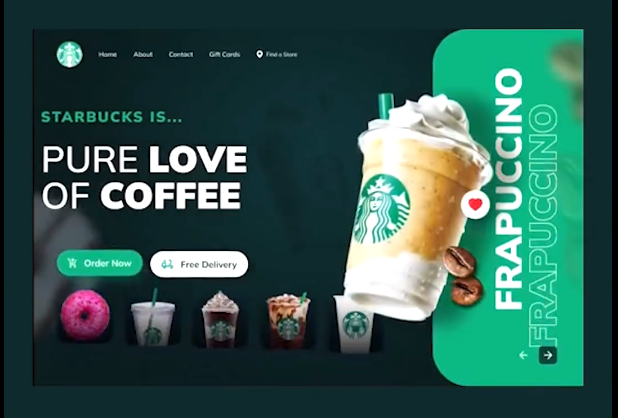 Home About Contact Gift Cards Find a Store
STARBUCKS IS...
PURE LOVE
OF COFFEE
Order Now Free Delivery
FRAPUCCINO
FRAPUCCINO